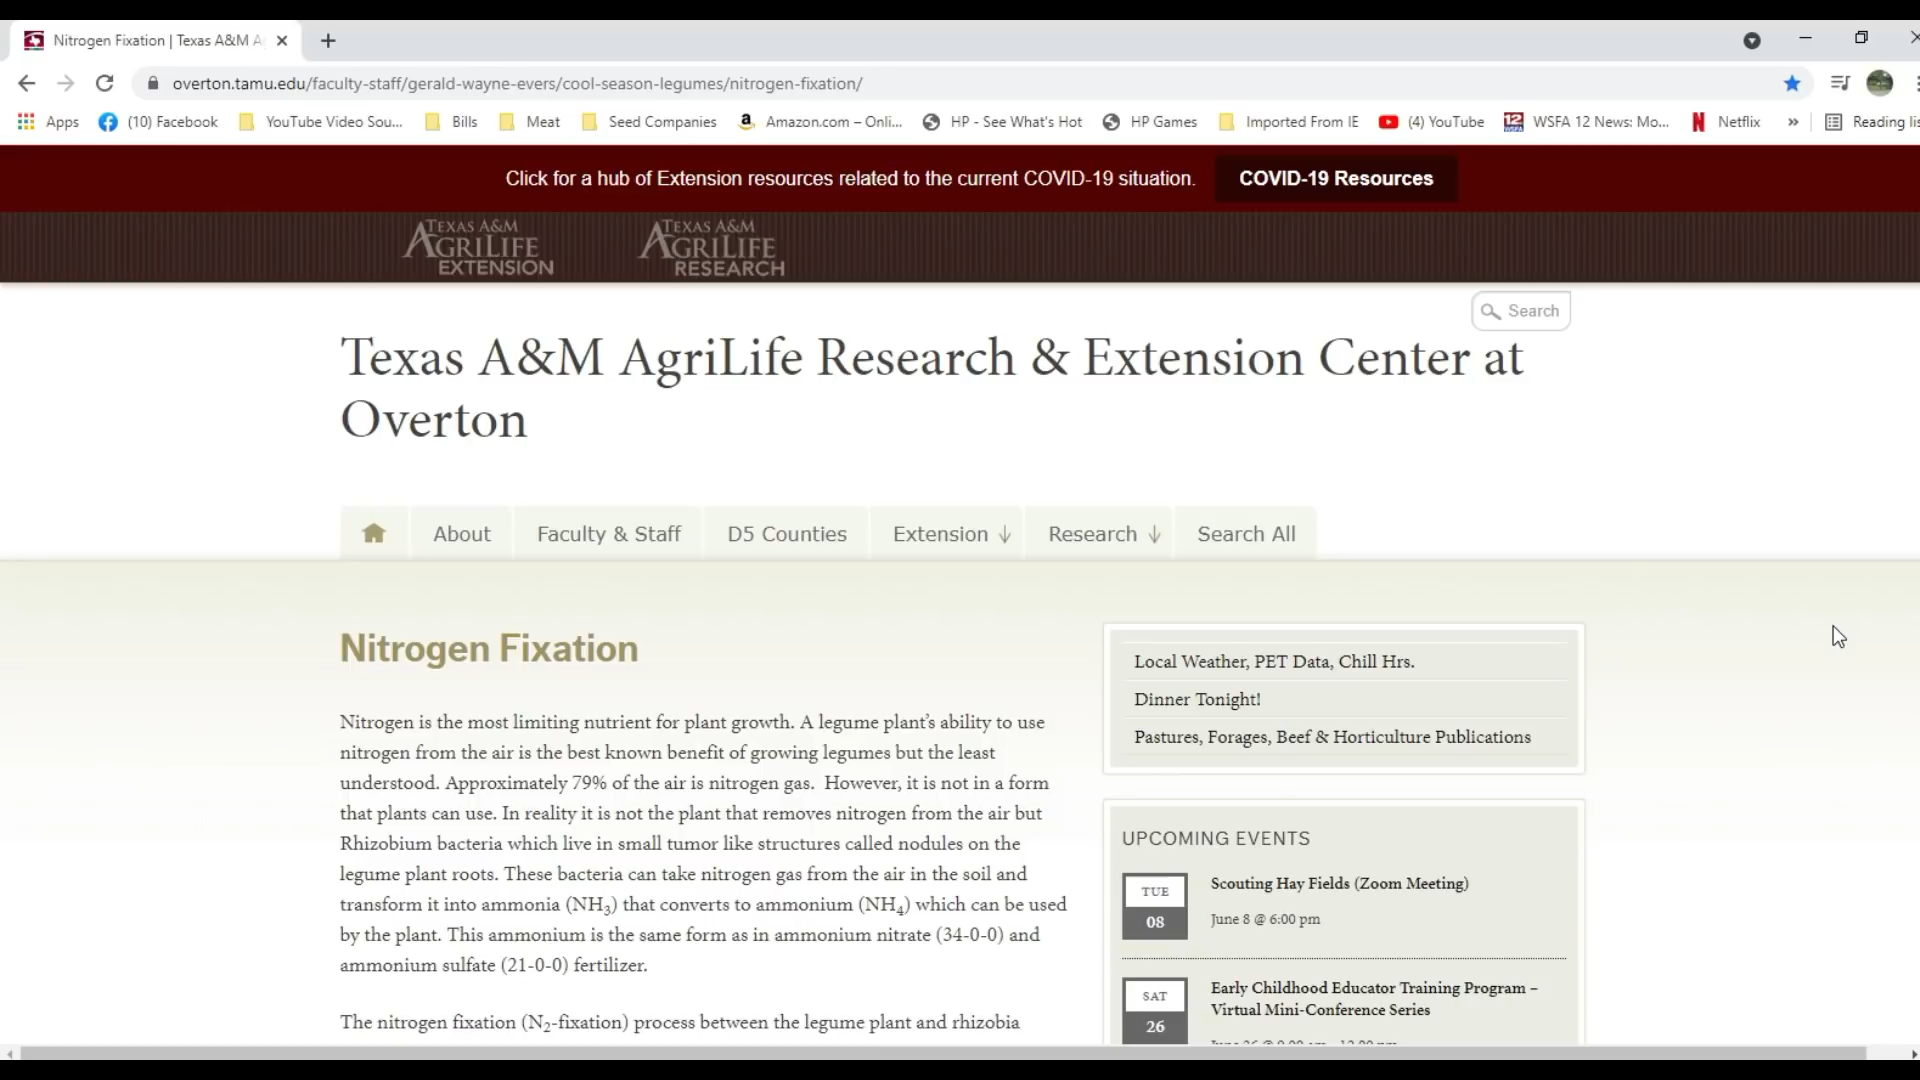 Nitrogen Fixation | Texas A&M A
overton.tamu.edu/faculty-staff/gerald-wayne-evers/cool-season-legumes/nitrogen-fixation/
Apps (10) Facebook YouTube Video Sou... Bills Meat Seed Companies Amazon.com – Onli... HP - See What's Hot HP Games Imported From IE (4) YouTube WSFA 12 News: Mo... Netflix » Reading lis
Click for a hub of Extension resources related to the current COVID-19 situation. COVID-19 Resources
TEXAS A&M AGRILIFE EXTENSION
TEXAS A&M AGRILIFE RESEARCH
Search
Texas A&M AgriLife Research & Extension Center at
Overton
About Faculty & Staff D5 Counties Extension ↓ Research ↓ Search All
Nitrogen Fixation
Nitrogen is the most limiting nutrient for plant growth. A legume plant’s ability to use
nitrogen from the air is the best known benefit of growing legumes but the least
understood. Approximately 79% of the air is nitrogen gas. However, it is not in a form
that plants can use. In reality it is not the plant that removes nitrogen from the air but
Rhizobium bacteria which live in small tumor like structures called nodules on the
legume plant roots. These bacteria can take nitrogen gas from the air in the soil and
transform it into ammonia (NH₃) that converts to ammonium (NH₄) which can be used
by the plant. This ammonium is the same form as in ammonium nitrate (34-0-0) and
ammonium sulfate (21-0-0) fertilizer.
The nitrogen fixation (N₂-fixation) process between the legume plant and rhizobia
Local Weather, PET Data, Chill Hrs.
Dinner Tonight!
Pastures, Forages, Beef & Horticulture Publications
UPCOMING EVENTS
TUE
08
Scouting Hay Fields (Zoom Meeting)
June 8 @ 6:00 pm
SAT
26
Early Childhood Educator Training Program –
Virtual Mini-Conference Series